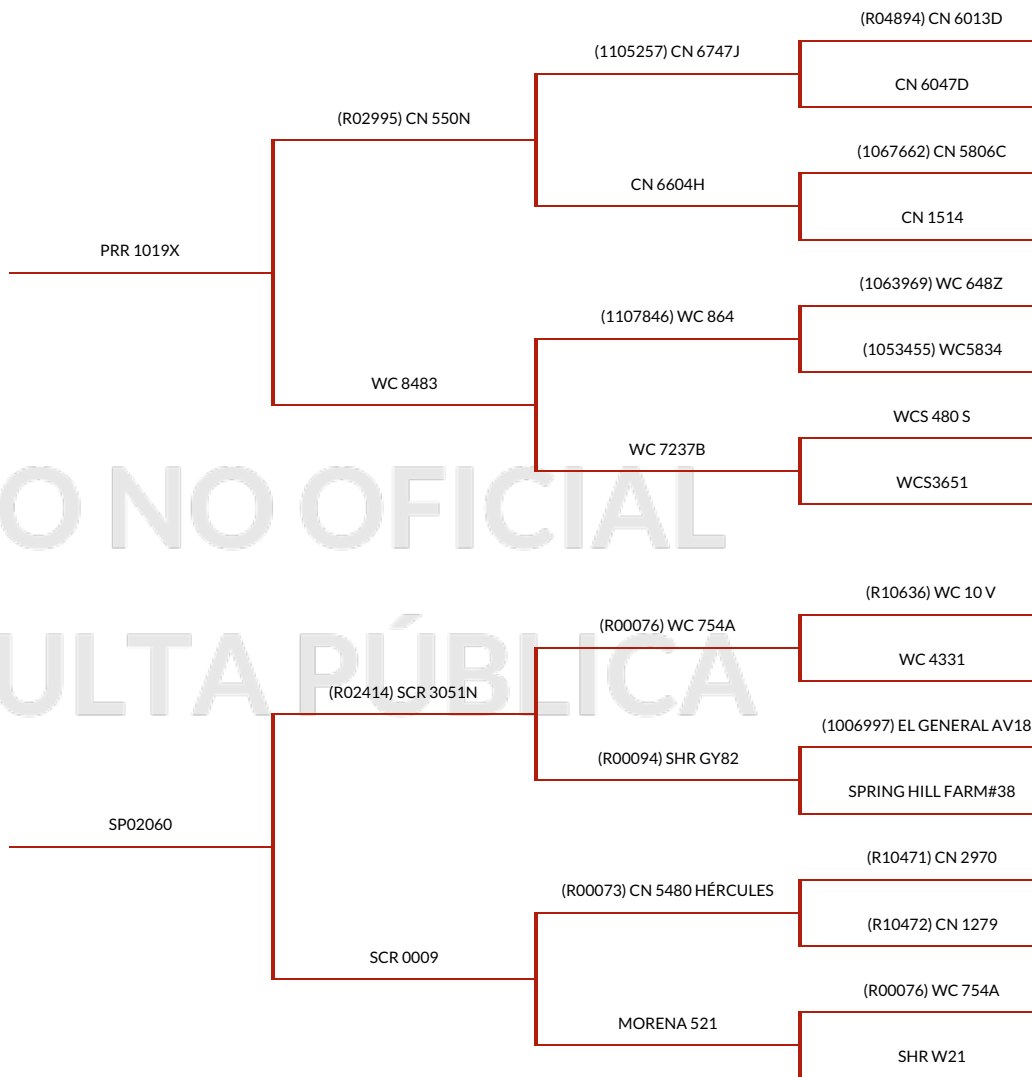 (R04894) CN 6013D
(1105257) CN 6747J
CN 6047D
(R02995) CN 550N
(1067662) CN 5806C
CN 6604H
CN 1514
PRR 1019X
(1063969) WC 648Z
(1107846) WC 864
(1053455) WC5834
WC 8483
WCS 480 S
WC 7237B
WCS3651
O NO OFICIAL
(R10636) WC 10 V
(R00076) WC 754A
WC 4331
ULTA PÚBLICA
(R02414) SCR 3051N
(1006997) EL GENERAL AV18
(R00094) SHR GY82
SPRING HILL FARM#38
SP02060
(R10471) CN 2970
(R00073) CN 5480 HÉRCULES
(R10472) CN 1279
SCR 0009
(R00076) WC 754A
MORENA 521
SHR W21